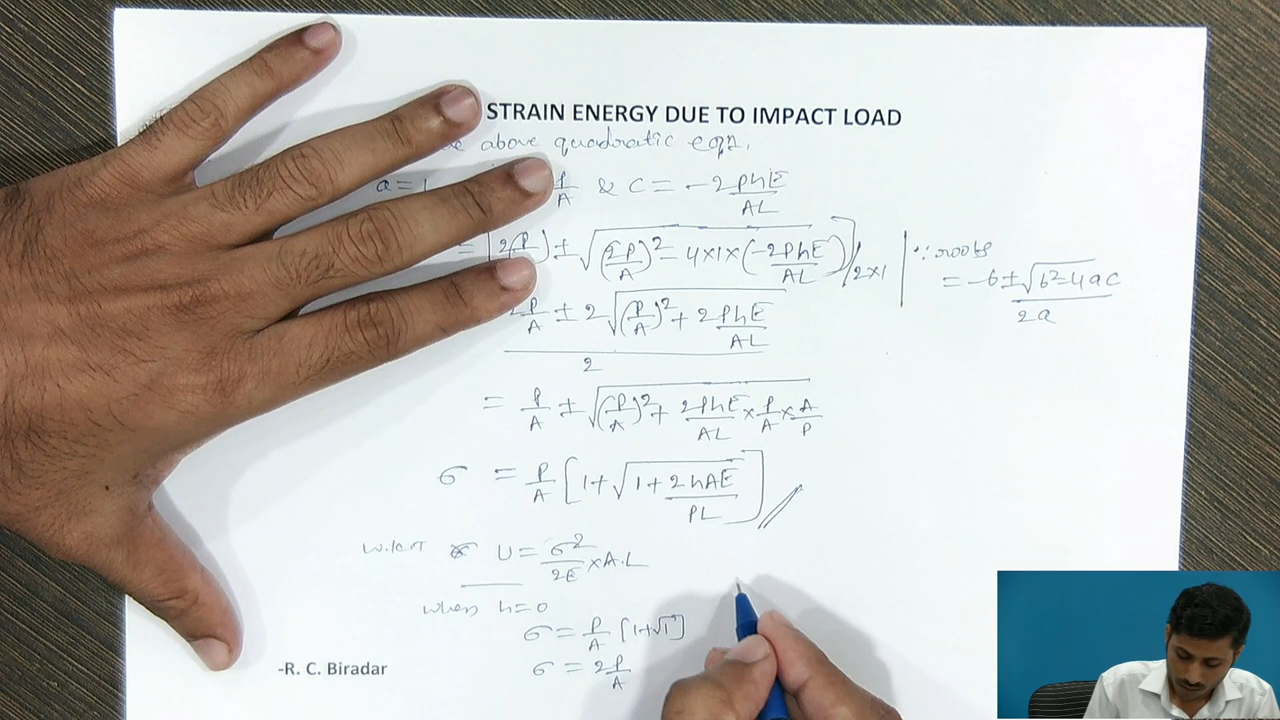 STRAIN ENERGY DUE TO IMPACT LOAD
above quadratic eqn.
a = 1 P/A & C = -2PhE/AL
= [2P/A ± √((2P/A)² - 4×1×(-2PhE/AL))]/2×1 | ∵ roots
= -b ± √(b²-4ac) / 2a
2P/A ± 2√((P/A)² + 2PhE/AL) / 2
= P/A ± √((P/A)² + 2PhE/AL × P/A × A/P)
σ = P/A [1+√(1 + 2hAE/PL)]
U = σ²/2E × A.L
when h=0
σ = P/A [1+√1]
σ = 2P/A
-R. C. Biradar